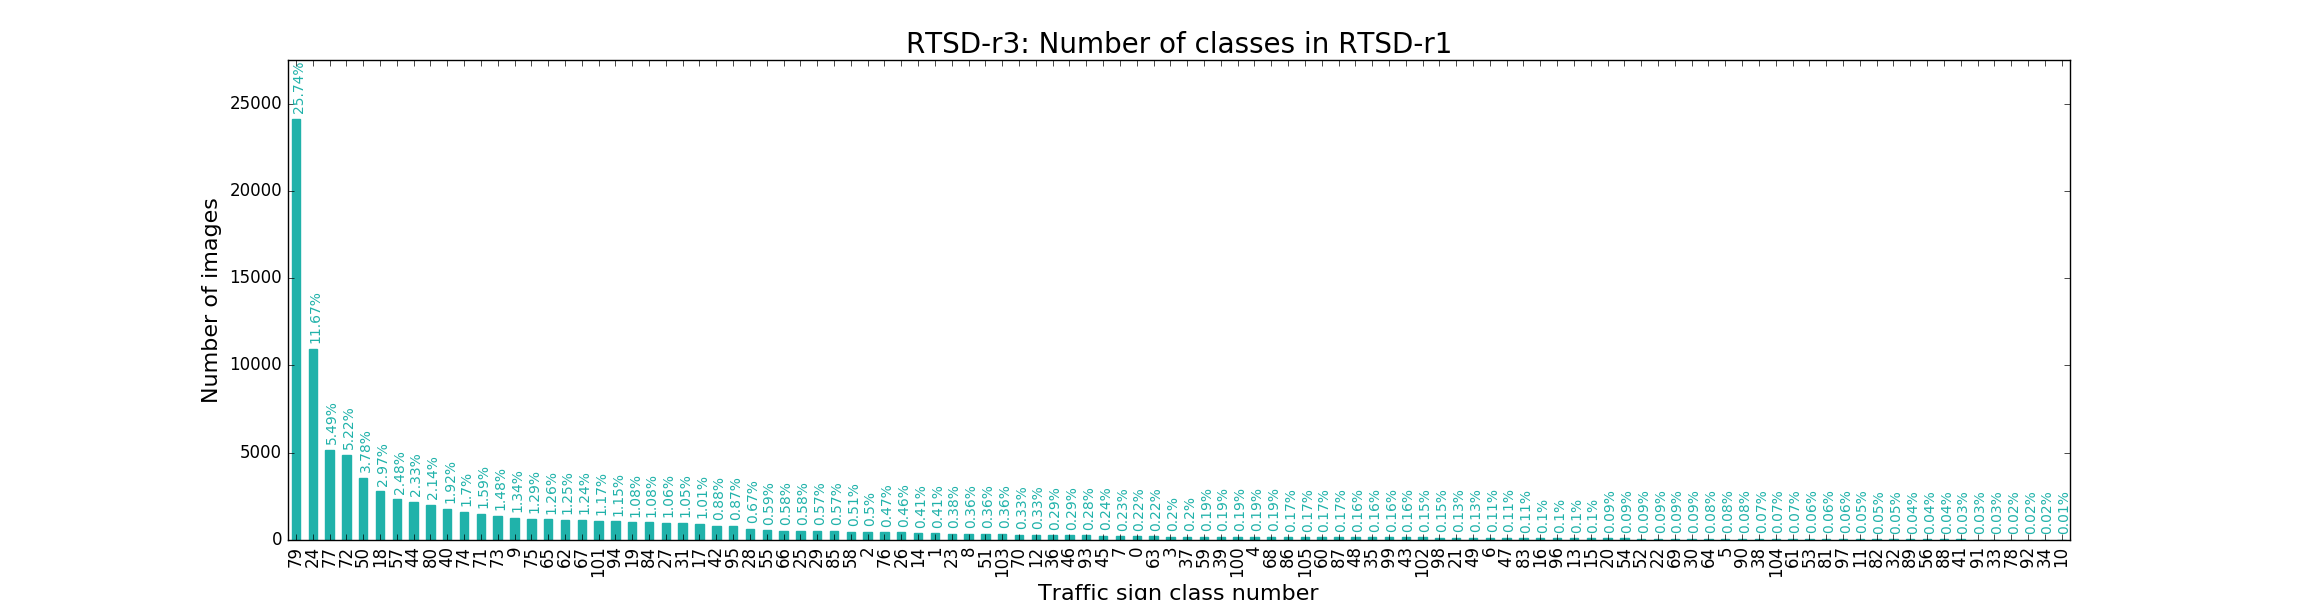 RTSD-r3: Number of classes in RTSD-r1
Number of images
25000
20000
15000
10000
5000
0
25.74% 11.67% 5.49% 5.22% 3.78% 2.97% 2.48% 2.33% 2.14% 1.92% 1.7% 1.59% 1.48% 1.34% 1.29% 1.26% 1.25% 1.24% 1.17% 1.15% 1.08% 1.08% 1.06% 1.05% 1.01% 0.88% 0.87% 0.67% 0.59% 0.58% 0.58% 0.57% 0.57% 0.51% 0.5% 0.47% 0.46% 0.41% 0.41% 0.38% 0.36% 0.36% 0.36% 0.33% 0.33% 0.29% 0.29% 0.28% 0.24% 0.23% 0.22% 0.22% 0.2% 0.2% 0.19% 0.19% 0.19% 0.19% 0.19% 0.17% 0.17% 0.17% 0.17% 0.16% 0.16% 0.16% 0.16% 0.15% 0.15% 0.13% 0.13% 0.11% 0.11% 0.11% 0.1% 0.1% 0.1% 0.1% 0.09% 0.09% 0.09% 0.09% 0.09% 0.09% 0.08% 0.08% 0.08% 0.07% 0.07% 0.07% 0.06% 0.06% 0.06% 0.05% 0.05% 0.05% 0.04% 0.04% 0.04% 0.03% 0.03% 0.03% 0.02% 0.02% 0.02% 0.01%
79 24 77 72 50 18 57 44 80 40 74 71 73 9 75 65 62 67 101 94 19 84 27 31 17 42 95 28 55 66 25 29 85 58 2 76 26 14 1 23 8 51 103 70 12 36 46 93 45 7 0 63 3 37 59 39 100 4 68 86 105 60 87 48 35 99 43 102 98 21 49 6 47 83 16 96 13 15 20 54 52 22 69 30 64 5 90 38 104 61 53 81 97 11 82 32 89 56 88 41 91 33 78 92 34 10
Traffic sign class number